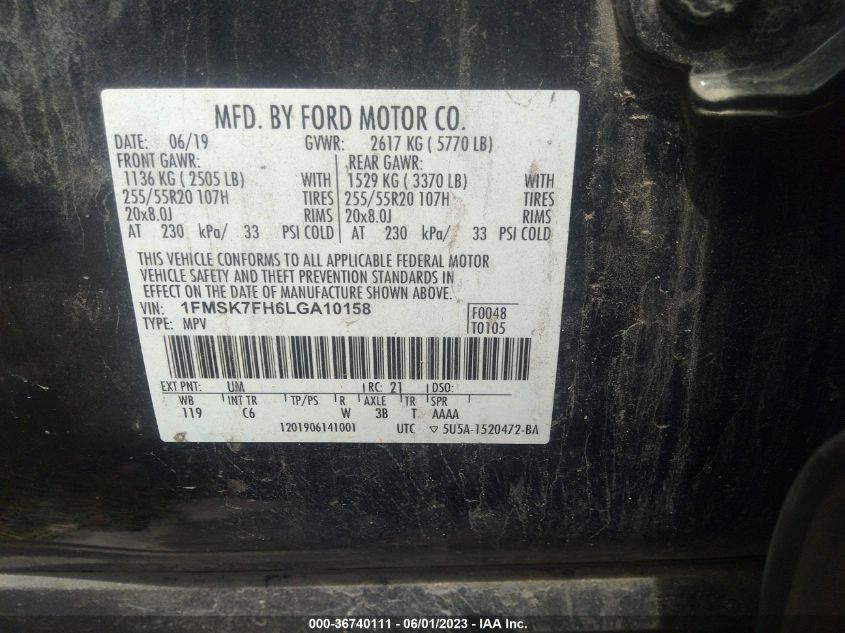 MFD. BY FORD MOTOR CO.
DATE: 06/19 GVWR: 2617 KG ( 5770 LB)
FRONT GAWR: REAR GAWR:
1136 KG ( 2505 LB) WITH 1529 KG ( 3370 LB) WITH
255/55R20 107H TIRES 255/55R20 107H TIRES
20x8.0J RIMS 20x8.0J RIMS
AT 230 kPa/ 33 PSI COLD AT 230 kPa/ 33 PSI COLD
THIS VEHICLE CONFORMS TO ALL APPLICABLE FEDERAL MOTOR
VEHICLE SAFETY AND THEFT PREVENTION STANDARDS IN
EFFECT ON THE DATE OF MANUFACTURE SHOWN ABOVE.
VIN: 1FMSK7FH6LGA10158 F0048
TYPE: MPV T0105
EXT PNT: UM RC: 21 DSO:
WB INT TR TP/PS R AXLE TR SPR
119 C6 W 3B T AAAA
1201906141001 UTC ▽ 5U5A-1520472-BA
000-36740111 - 06/01/2023 - IAA Inc.